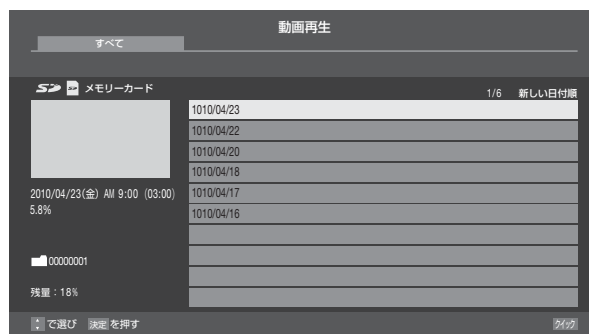 動画再生
すべて
SD SD メモリーカード
1/6 新しい日付順
1010/04/23
1010/04/22
1010/04/20
1010/04/18
1010/04/17
1010/04/16
2010/04/23(金) AM 9:00 (03:00)
5.8%
00000001
残量：18%
で選び 決定 を押す
クイック